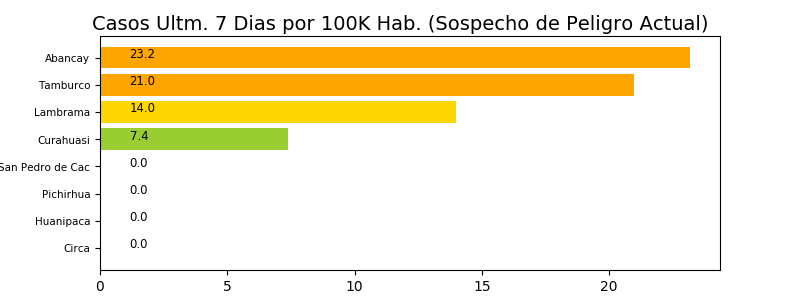 Casos Ultm. 7 Dias por 100K Hab. (Sospecho de Peligro Actual)
Abancay 23.2
Tamburco 21.0
Lambrama 14.0
Curahuasi 7.4
San Pedro de Cac 0.0
Pichirhua 0.0
Huanipaca 0.0
Circa 0.0
0 5 10 15 20